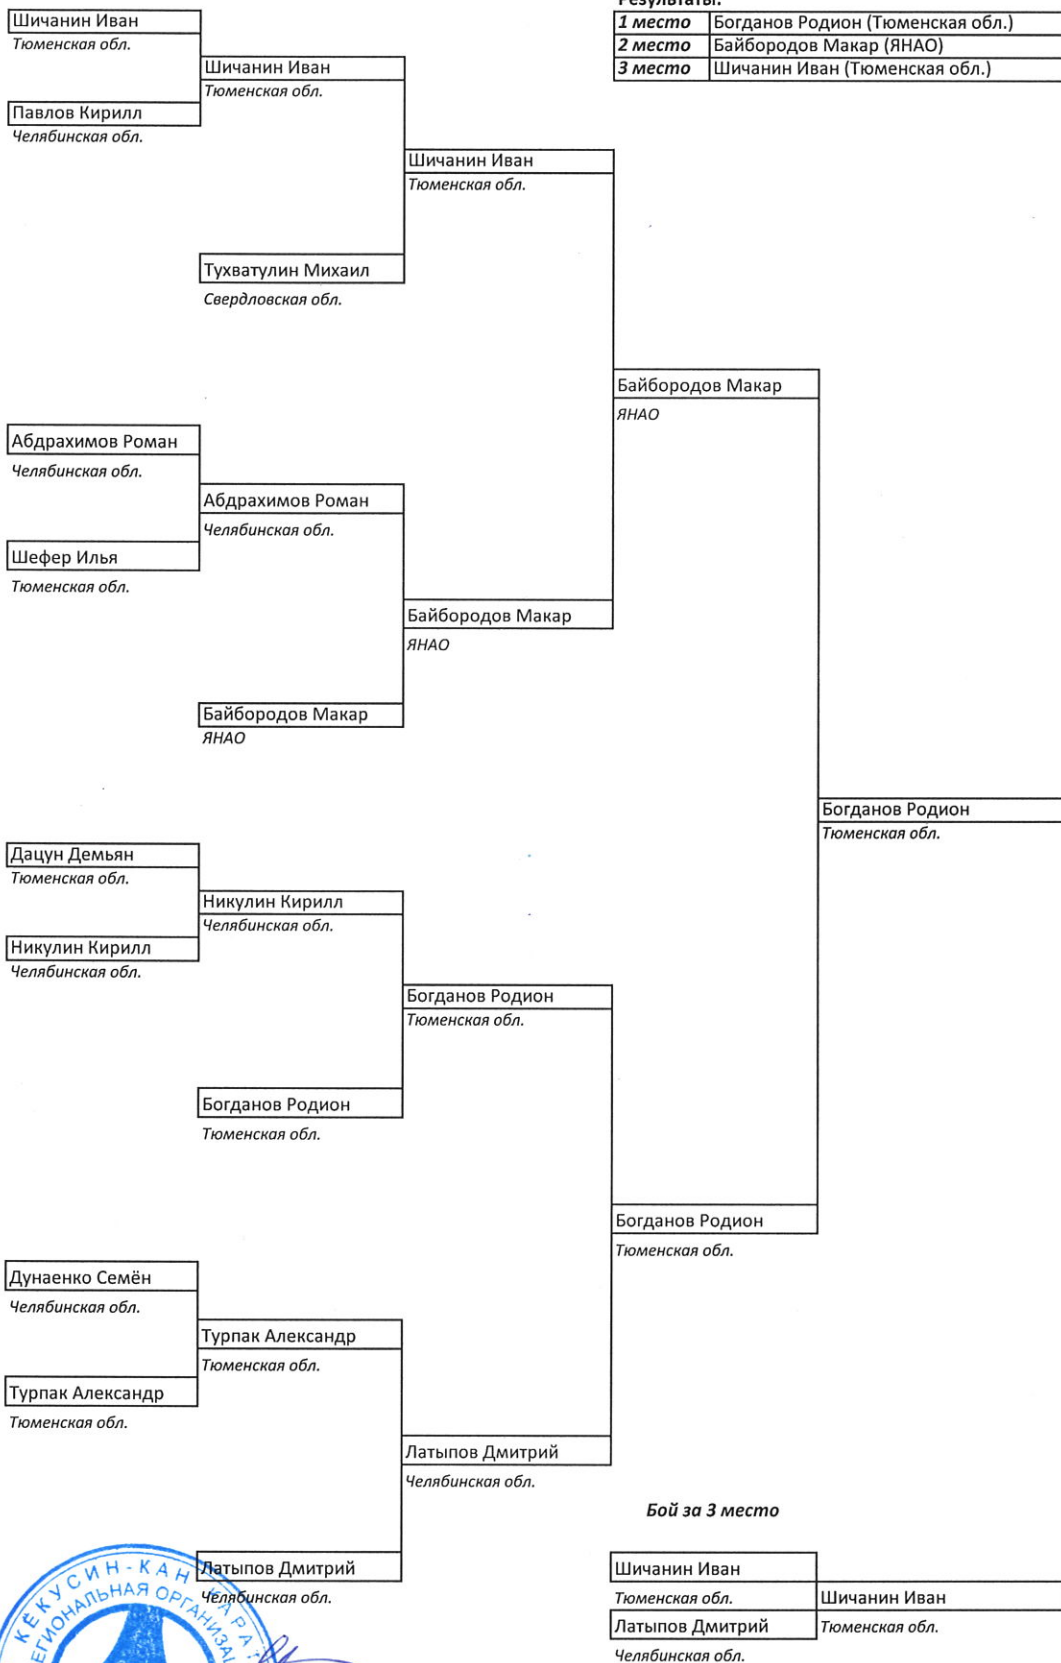 Результаты:
1 место Богданов Родион (Тюменская обл.)
2 место Байбородов Макар (ЯНАО)
3 место Шичанин Иван (Тюменская обл.)
Шичанин Иван
Тюменская обл.
Шичанин Иван
Тюменская обл.
Павлов Кирилл
Челябинская обл.
Шичанин Иван
Тюменская обл.
Тухватулин Михаил
Свердловская обл.
Байбородов Макар
ЯНАО
Абдрахимов Роман
Челябинская обл.
Абдрахимов Роман
Челябинская обл.
Шефер Илья
Тюменская обл.
Байбородов Макар
ЯНАО
Байбородов Макар
ЯНАО
Богданов Родион
Тюменская обл.
Дацун Демьян
Тюменская обл.
Никулин Кирилл
Челябинская обл.
Никулин Кирилл
Челябинская обл.
Богданов Родион
Тюменская обл.
Богданов Родион
Тюменская обл.
Богданов Родион
Тюменская обл.
Дунаенко Семён
Челябинская обл.
Турпак Александр
Тюменская обл.
Турпак Александр
Тюменская обл.
Латыпов Дмитрий
Челябинская обл.
Бой за 3 место
Латыпов Дмитрий
Челябинская обл.
Шичанин Иван
Тюменская обл.
Шичанин Иван
Тюменская обл.
Латыпов Дмитрий
Челябинская обл.
КЁКУСИН-КАН